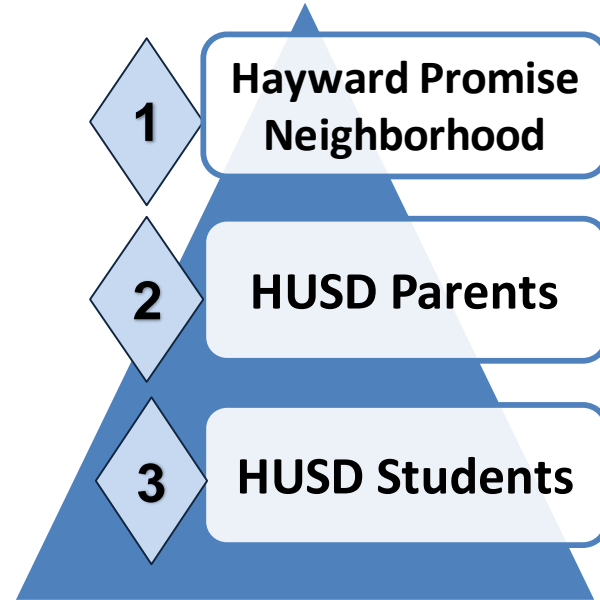 1
Hayward Promise
Neighborhood
2
HUSD Parents
3
HUSD Students